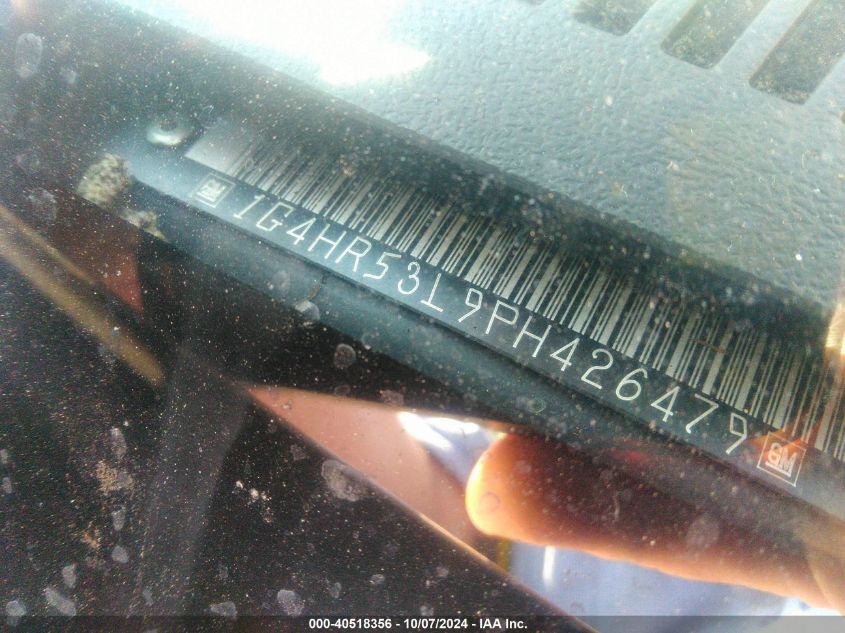 GM 1G4HR53L9PH426479 GM
000-40518356 - 10/07/2024 - IAA Inc.